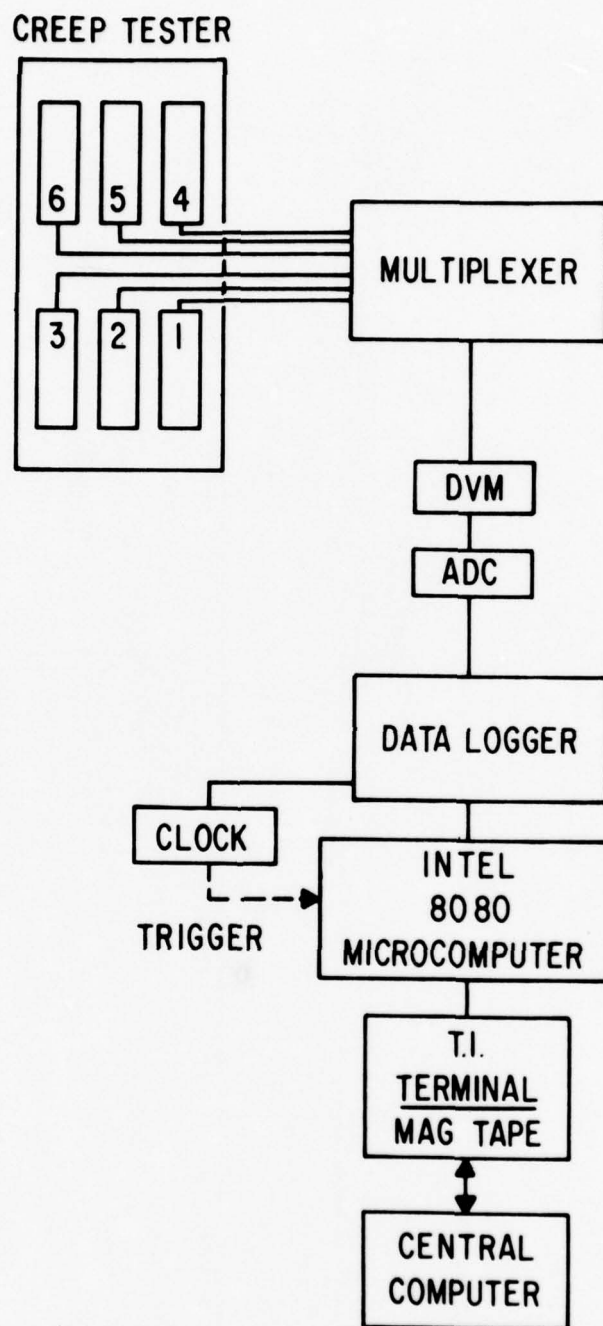 CREEP TESTER
6 5 4
3 2 1
MULTIPLEXER
DVM
ADC
DATA LOGGER
CLOCK
TRIGGER
INTEL
8080
MICROCOMPUTER
T.I.
TERMINAL
MAG TAPE
CENTRAL
COMPUTER